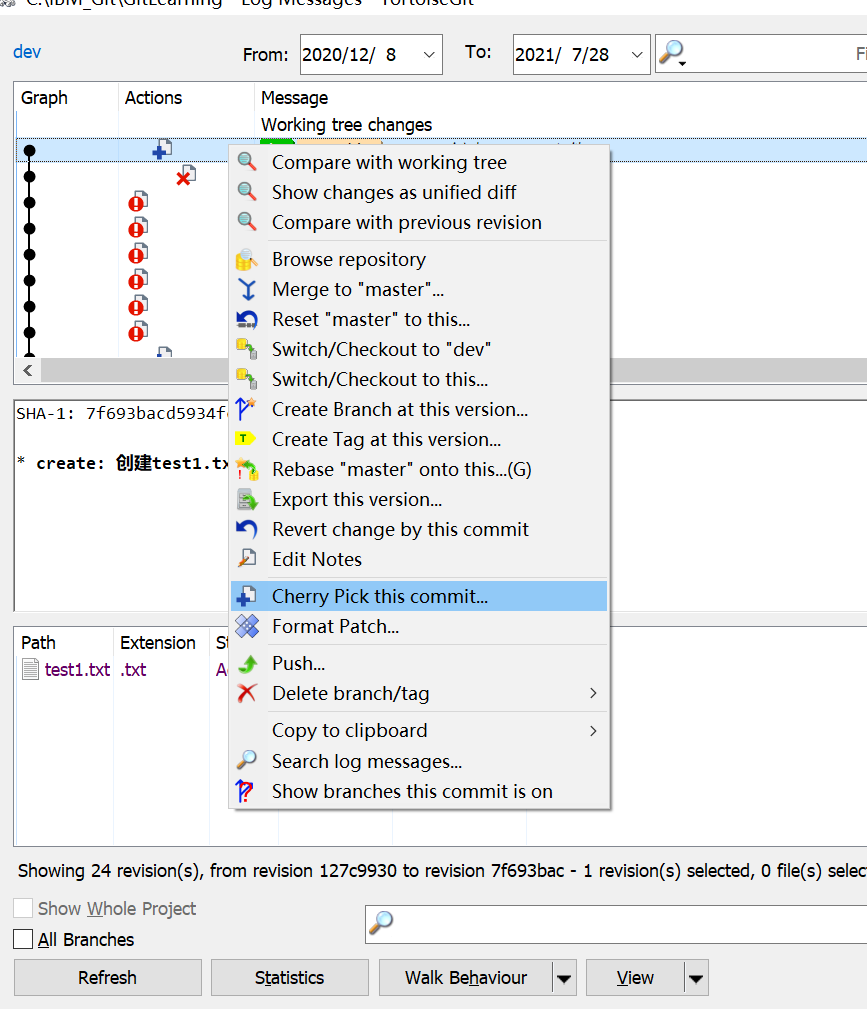 C:\IBM_Git\GitLearning - Log Messages - TortoiseGit
dev From: 2020/12/ 8 To: 2021/ 7/28
Graph Actions Message
Working tree changes
Compare with working tree
Show changes as unified diff
Compare with previous revision
Browse repository
Merge to "master"...
Reset "master" to this...
Switch/Checkout to "dev"
Switch/Checkout to this...
Create Branch at this version...
Create Tag at this version...
Rebase "master" onto this...(G)
Export this version...
Revert change by this commit
Edit Notes
Cherry Pick this commit...
Format Patch...
Push...
Delete branch/tag
Copy to clipboard
Search log messages...
Show branches this commit is on
SHA-1: 7f693bacd5934f
* create: 创建test1.tx
Path Extension
test1.txt .txt
Showing 24 revision(s), from revision 127c9930 to revision 7f693bac - 1 revision(s) selected, 0 file(s) selec
Show Whole Project
All Branches
Refresh Statistics Walk Behaviour View